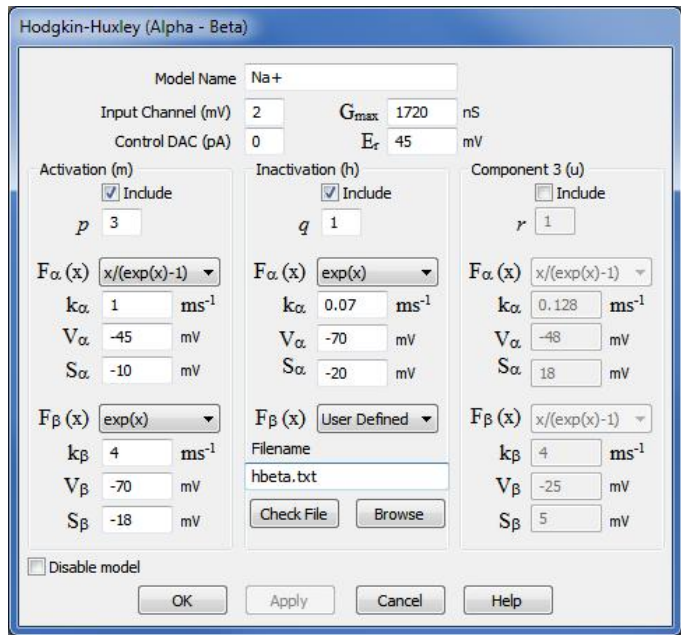 Hodgkin-Huxley (Alpha - Beta)
Model Name Na+
Input Channel (mV) 2 Gmax 1720 nS
Control DAC (pA) 0 Er 45 mV
Activation (m) Inactivation (h) Component 3 (u)
Include Include Include
p 3 q 1 r 1
Fα (x) x/(exp(x)-1) Fα (x) exp(x) Fα (x) x/(exp(x)-1)
kα 1 ms-1 kα 0.07 ms-1 kα 0.128 ms-1
Vα -45 mV Vα -70 mV Vα -48 mV
Sα -10 mV Sα -20 mV Sα 18 mV
Fβ (x) exp(x) Fβ (x) User Defined Fβ (x) x/(exp(x)-1)
kβ 4 ms-1 Filename kβ 4 ms-1
Vβ -70 mV hbeta.txt Vβ -25 mV
Sβ -18 mV Check File Browse Sβ 5 mV
Disable model
OK Apply Cancel Help